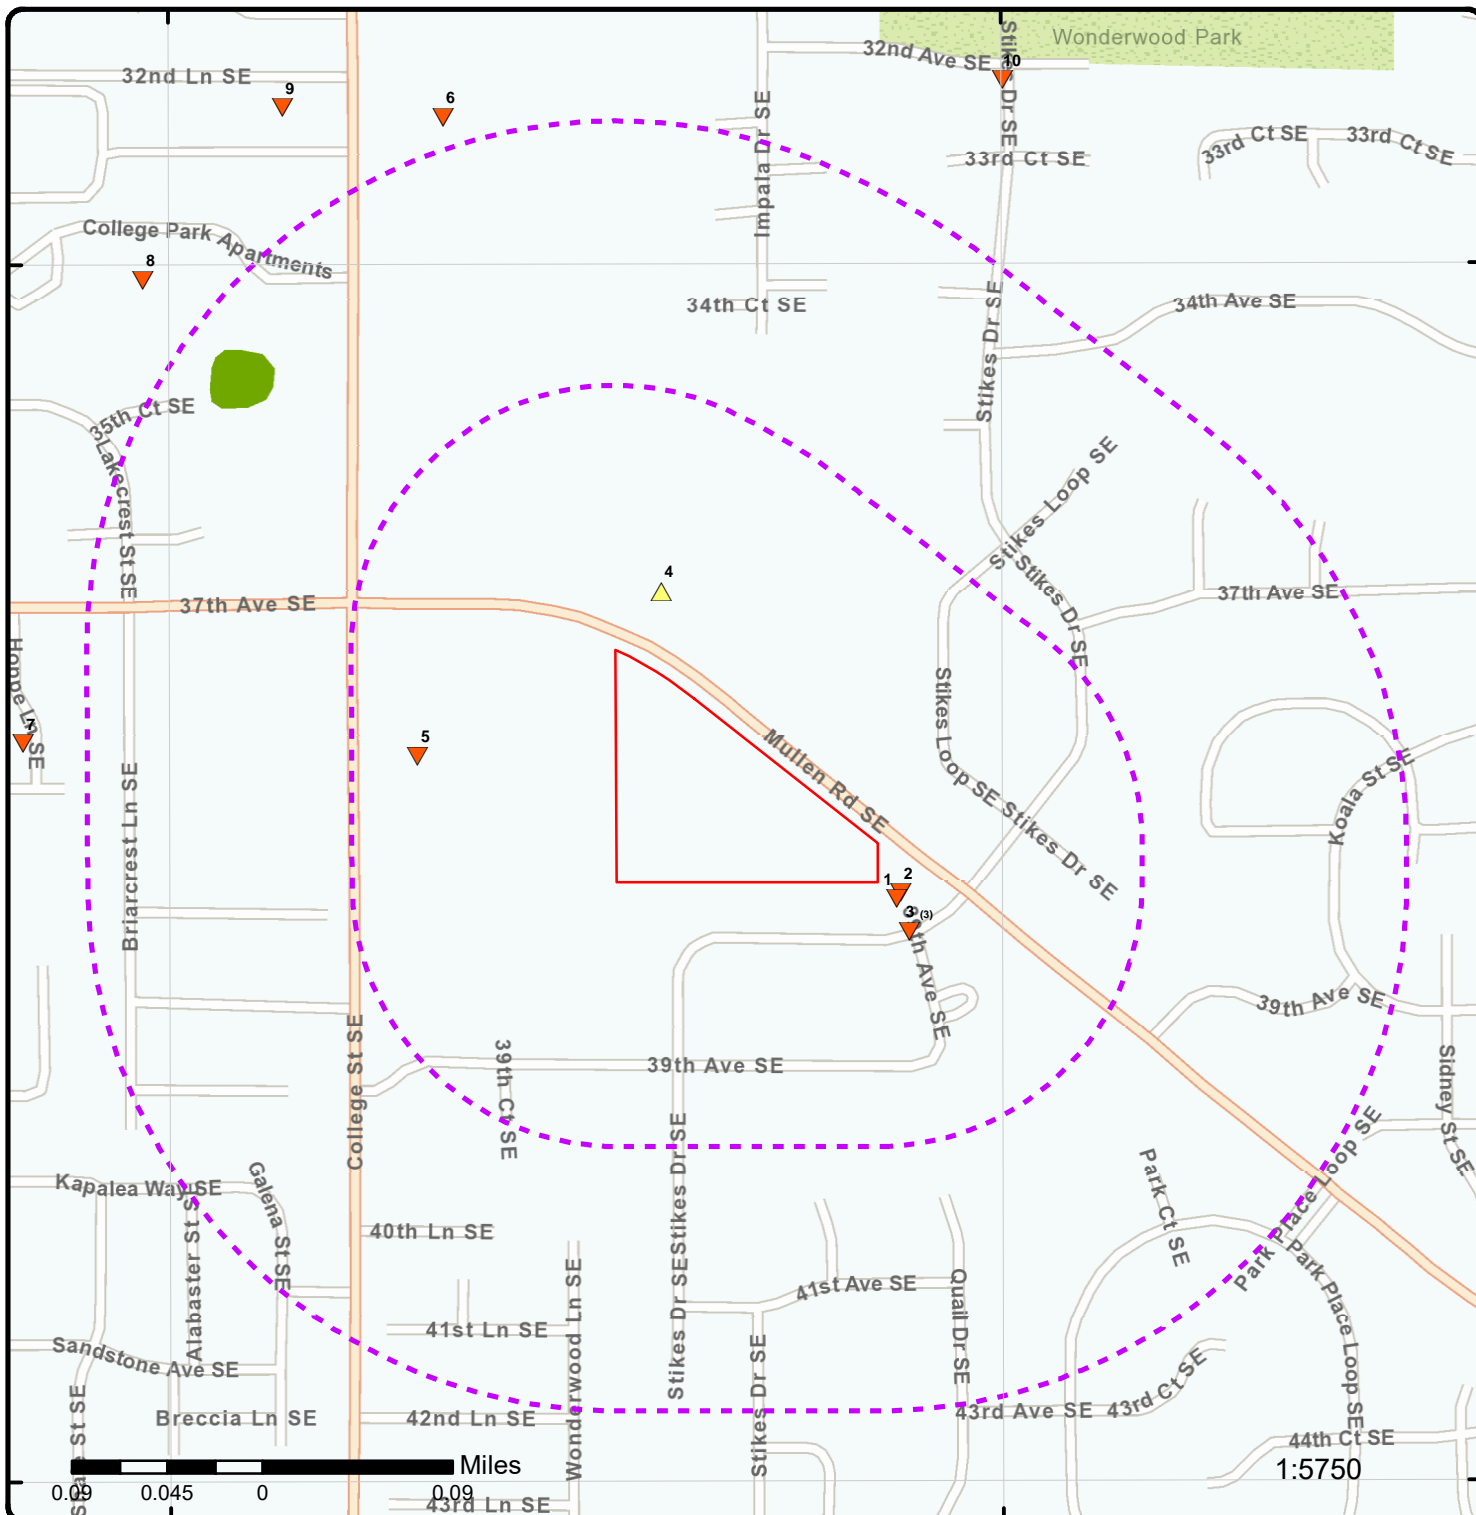 Wonderwood Park
32nd Ave SE
Stikes Dr SE
10
32nd Ln SE
9
6
Impala Dr SE
33rd Ct SE
33rd Ct SE
33rd Ct SE
College Park Apartments
8
34th Ct SE
Stikes Dr SE
34th Ave SE
35th Ct SE
Lakecrest St SE
Stikes Loop SE
4
37th Ave SE
Stikes Dr SE
37th Ave SE
7
5
Stikes Loop SE
Mullen Rd SE
Stikes Dr SE
Koala St SE
Briarcrest Ln SE
1
2
3 (3)
th Ave SE
39th Ave SE
College St SE
39th Ct SE
39th Ave SE
Sidney St SE
Stikes Dr SE
Park Ct SE
Park Place Loop SE
Kapalea Way SE
Galena St SE
Alabaster St SE
40th Ln SE
Wonderwood Ln SE
Stikes Dr SE
41st Ave SE
Quail Dr SE
Park Place Loop SE
41st Ln SE
Sandstone Ave SE
Stikes Dr SE
Breccia Ln SE
42nd Ln SE
43rd Ave SE
43rd Ct SE
44th Ct SE
Miles
1:5750
0.09
0.045
0
0.09
43rd Ln SE